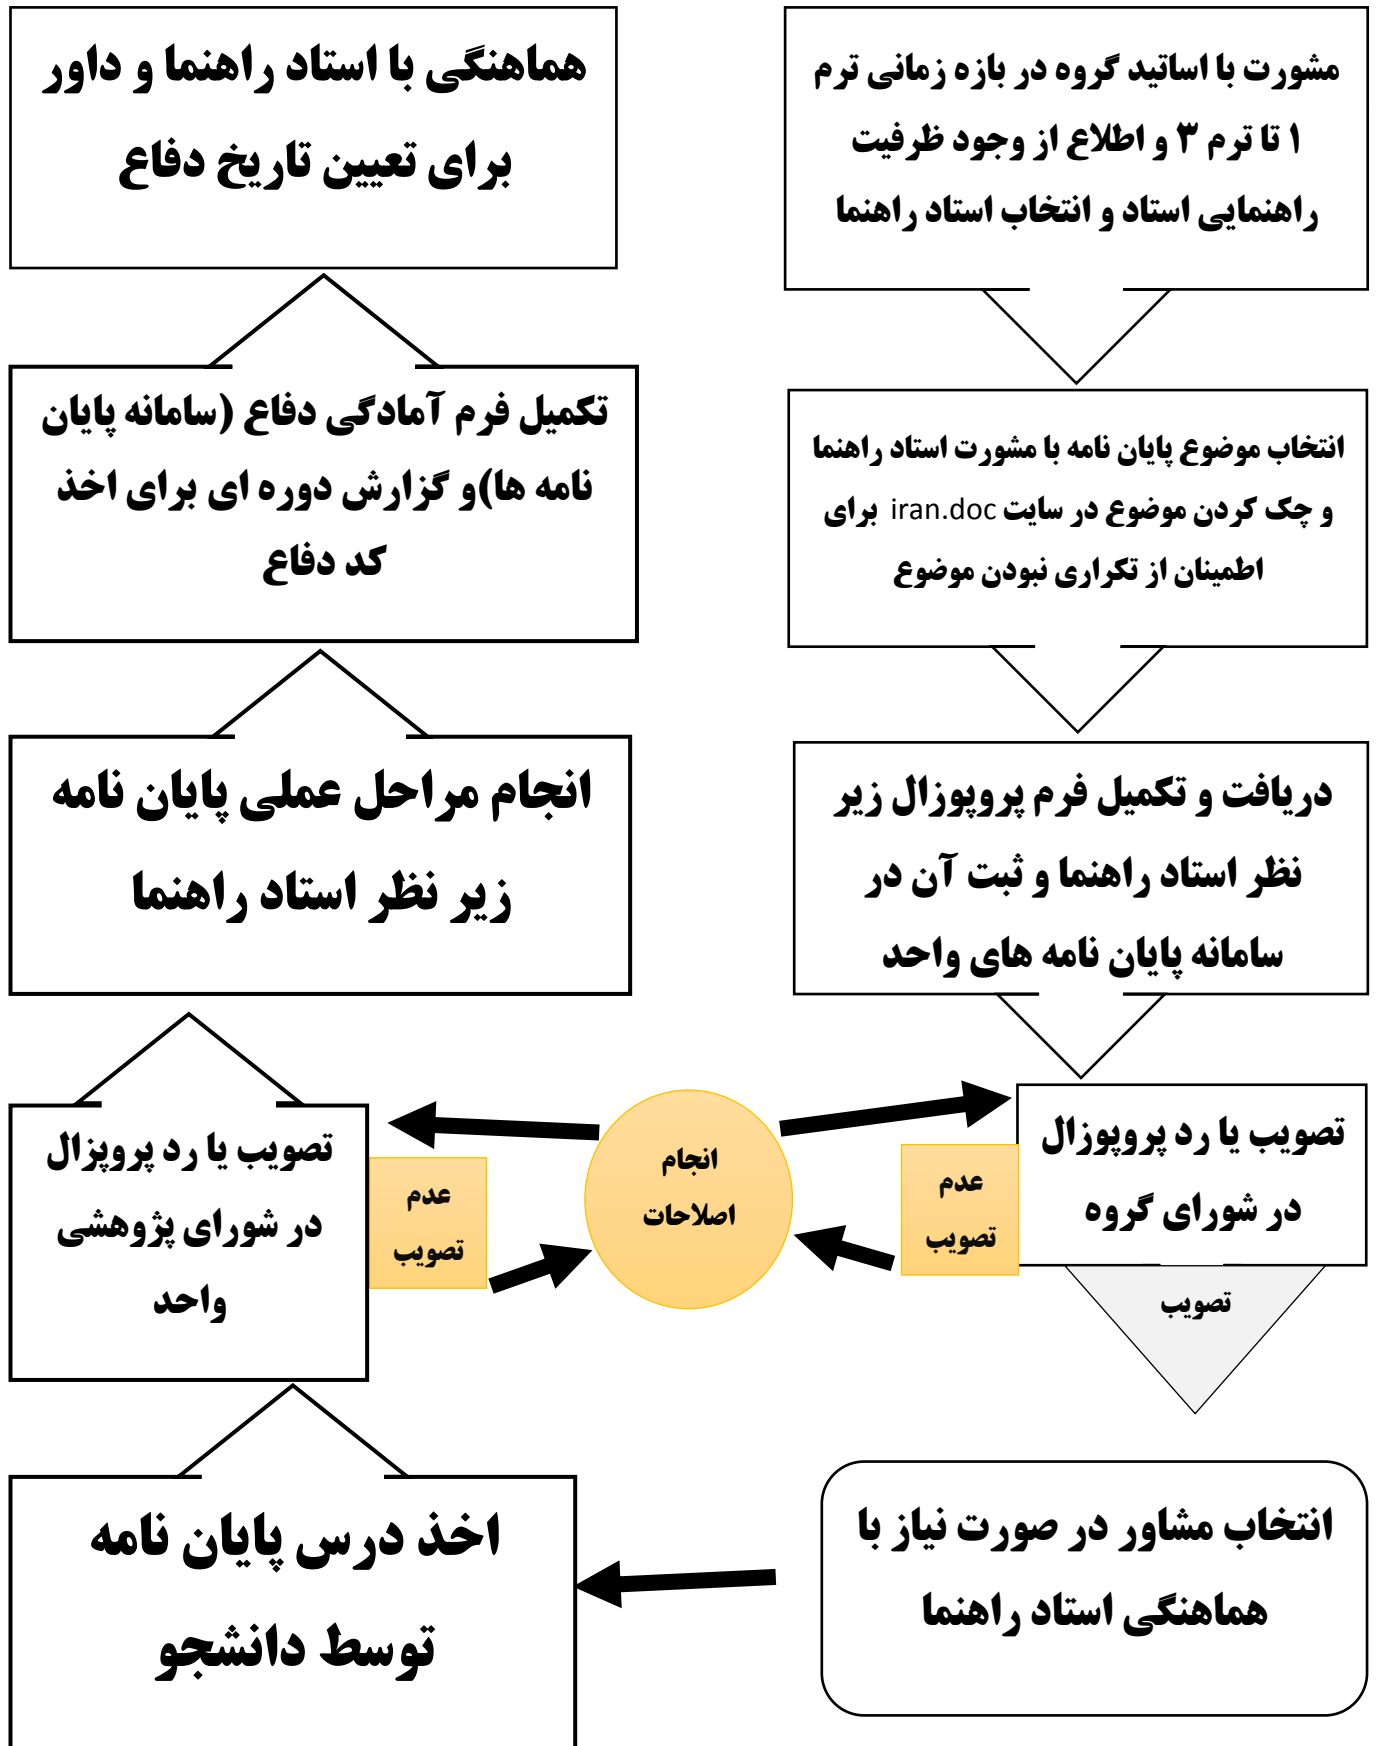 مشورت با اساتید گروه در بازه زمانی ترم
۱ تا ترم ۳ و اطلاع از وجود ظرفیت
راهنمایی استاد و انتخاب استاد راهنما
انتخاب موضوع پایان نامه با مشورت استاد راهنما
و چک کردن موضوع در سایت iran.doc برای
اطمینان از تکراری نبودن موضوع
دریافت و تکمیل فرم پروپوزال زیر
نظر استاد راهنما و ثبت آن در
سامانه پایان نامه های واحد
تصویب یا رد پروپوزال
در شورای گروه
عدم
تصویب
انجام
اصلاحات
تصویب
انتخاب مشاور در صورت نیاز با
هماهنگی استاد راهنما
اخذ درس پایان نامه
توسط دانشجو
تصویب یا رد پروپزال
در شورای پژوهشی
واحد
عدم
تصویب
انجام مراحل عملی پایان نامه
زیر نظر استاد راهنما
تکمیل فرم آمادگی دفاع (سامانه پایان
نامه ها)و گزارش دوره ای برای اخذ
کد دفاع
هماهنگی با استاد راهنما و داور
برای تعیین تاریخ دفاع